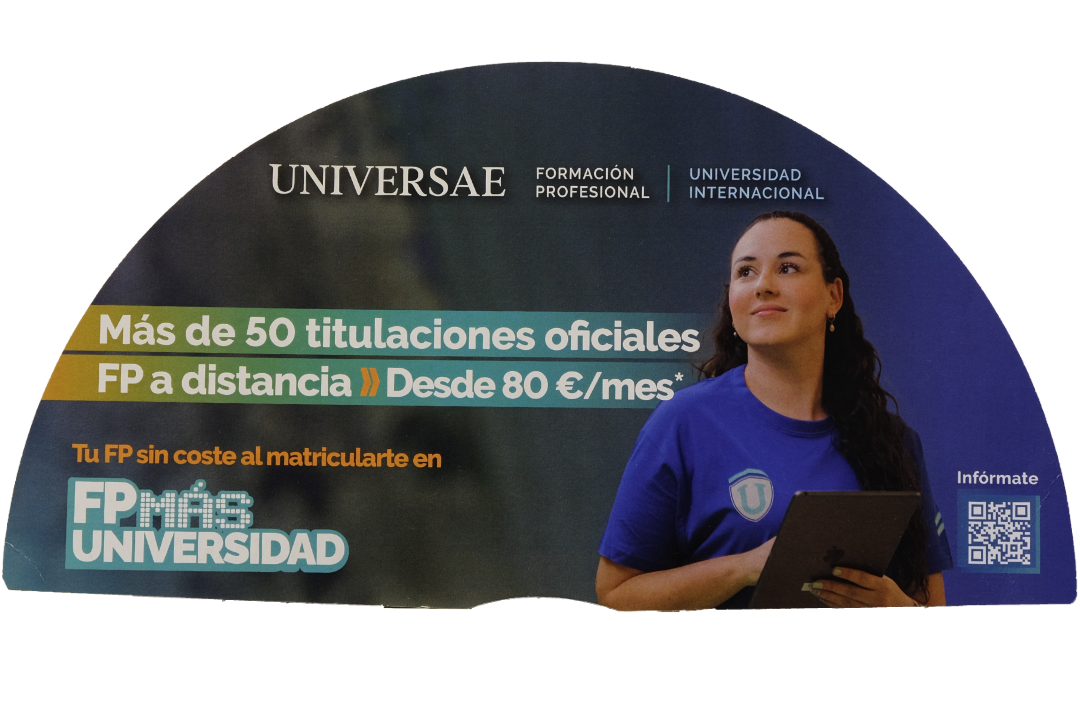 UNIVERSAE
FORMACIÓN
PROFESIONAL
UNIVERSIDAD
INTERNACIONAL
Más de 50 titulaciones oficiales
FP a distancia » Desde 80 €/mes*
Tu FP sin coste al matricularte en
FP MÁS
UNIVERSIDAD
U
Infórmate